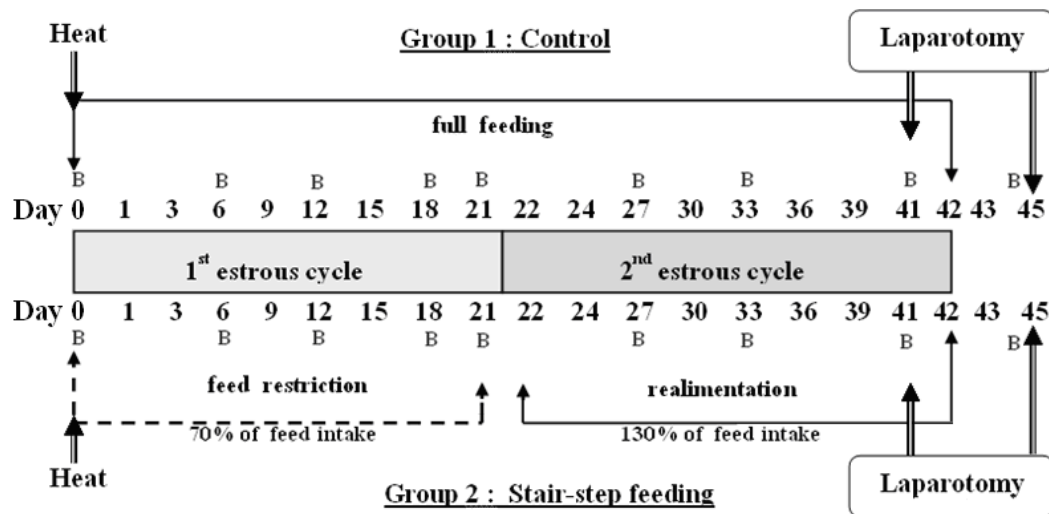 Heat
Group 1 : Control
Laparotomy
full feeding
B B B B B B B B B
Day 0 1 3 6 9 12 15 18 21 22 24 27 30 33 36 39 41 42 43 45
1st estrous cycle 2nd estrous cycle
Day 0 1 3 6 9 12 15 18 21 22 24 27 30 33 36 39 41 42 43 45
B B B B B B B B B
feed restriction realimentation
70% of feed intake 130% of feed intake
Heat
Group 2 : Stair-step feeding
Laparotomy